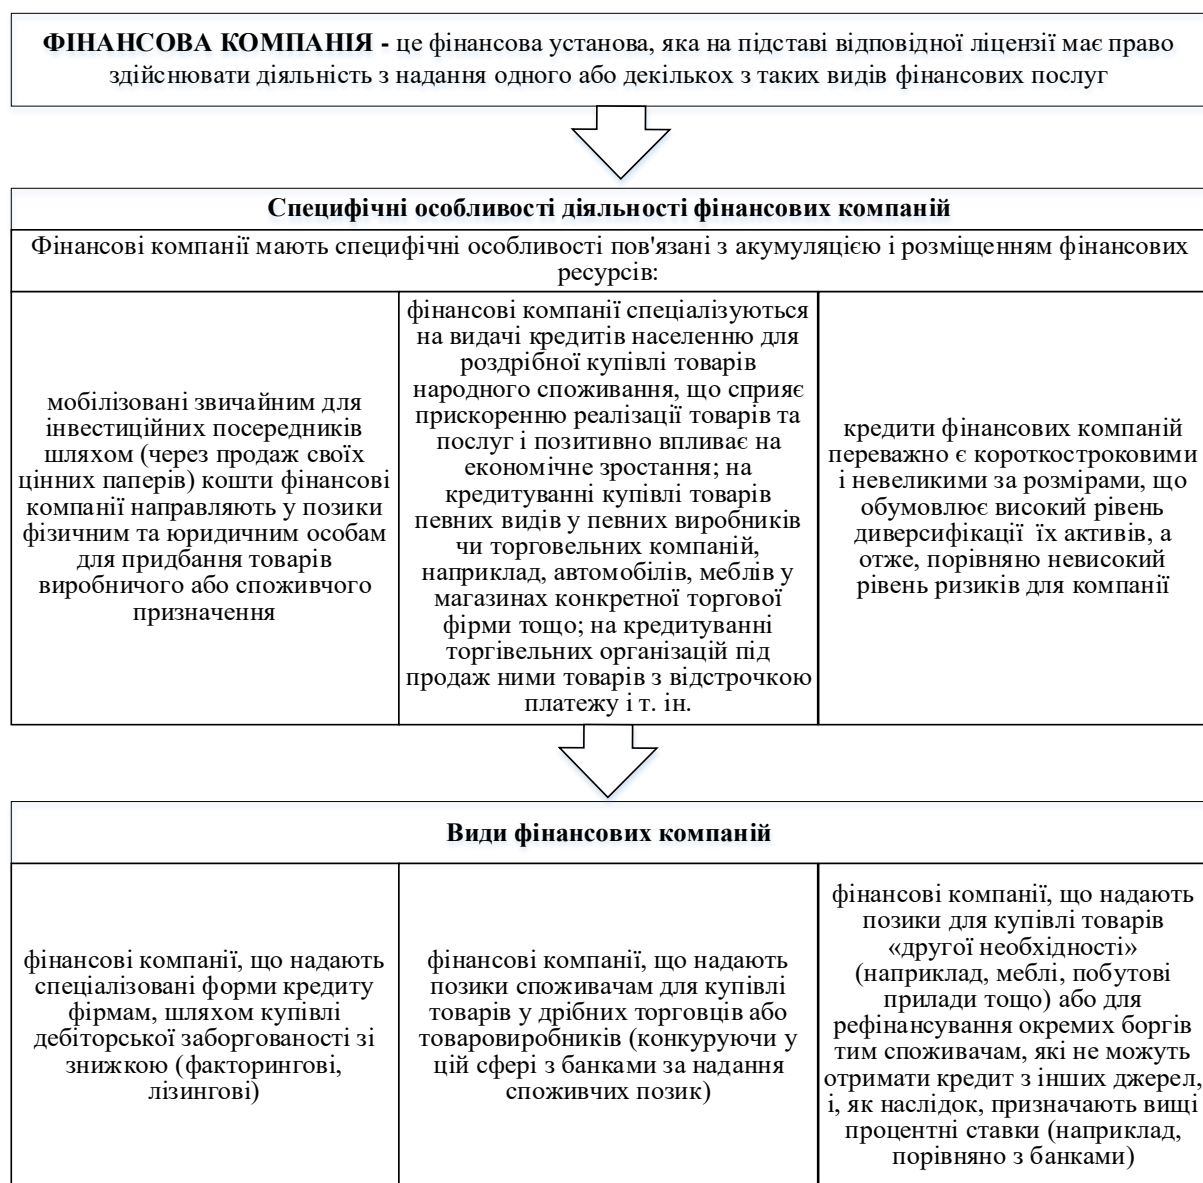 ФІНАНСОВА КОМПАНІЯ - це фінансова установа, яка на підставі відповідної ліцензії має право
здійснювати діяльність з надання одного або декількох з таких видів фінансових послуг
Специфічні особливості діяльності фінансових компаній
Фінансові компанії мають специфічні особливості пов'язані з акумуляцією і розміщенням фінансових
ресурсів:
мобілізовані звичайним для
інвестиційних посередників
шляхом (через продаж своїх
цінних паперів) кошти фінансові
компанії направляють у позики
фізичним та юридичним особам
для придбання товарів
виробничого або споживчого
призначення
фінансові компанії спеціалізуються
на видачі кредитів населенню для
роздрібної купівлі товарів
народного споживання, що сприяє
прискоренню реалізації товарів та
послуг і позитивно впливає на
економічне зростання; на
кредитуванні купівлі товарів
певних видів у певних виробників
чи торговельних компаній,
наприклад, автомобілів, меблів у
магазинах конкретної торгової
фірми тощо; на кредитуванні
торгівельних організацій під
продаж ними товарів з відстрочкою
платежу і т. ін.
кредити фінансових компаній
переважно є короткостроковими
і невеликими за розмірами, що
обумовлює високий рівень
диверсифікації їх активів, а
отже, порівняно невисокий
рівень ризиків для компанії
Види фінансових компаній
фінансові компанії, що надають
спеціалізовані форми кредиту
фірмам, шляхом купівлі
дебіторської заборгованості зі
знижкою (факторингові,
лізингові)
фінансові компанії, що надають
позики споживачам для купівлі
товарів у дрібних торговців або
товаровиробників (конкуруючи у
цій сфері з банками за надання
споживчих позик)
фінансові компанії, що надають
позики для купівлі товарів
«другої необхідності»
(наприклад, меблі, побутові
прилади тощо) або для
рефінансування окремих боргів
тим споживачам, які не можуть
отримати кредит з інших джерел,
і, як наслідок, призначають вищі
процентні ставки (наприклад,
порівняно з банками)